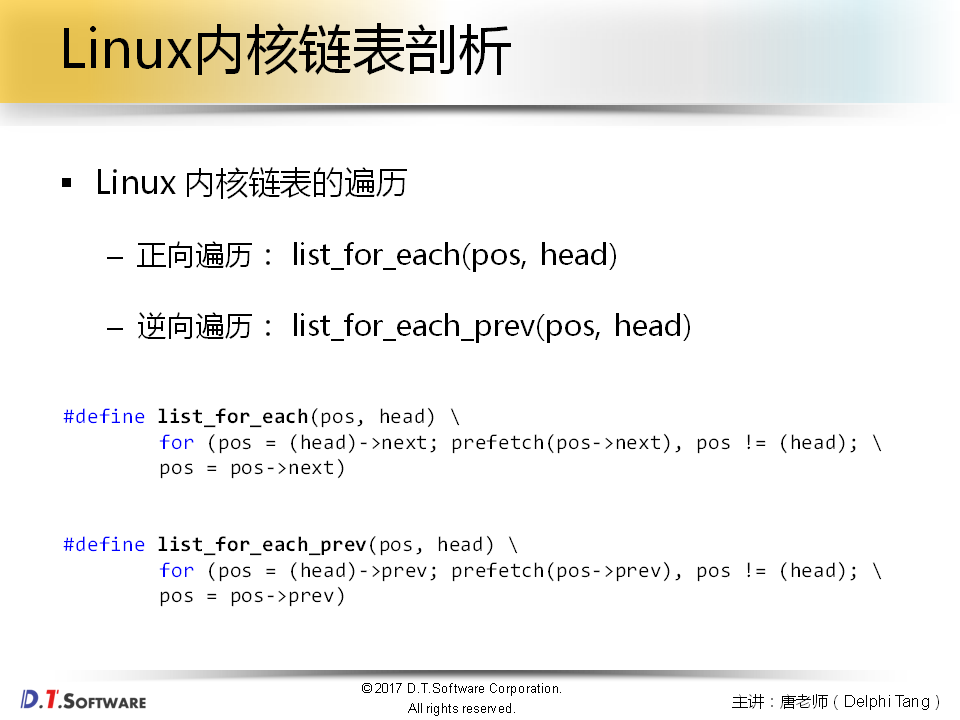 Linux内核链表剖析
▪ Linux 内核链表的遍历
– 正向遍历： list_for_each(pos, head)
– 逆向遍历： list_for_each_prev(pos, head)
#define list_for_each(pos, head) \
for (pos = (head)->next; prefetch(pos->next), pos != (head); \
pos = pos->next)
#define list_for_each_prev(pos, head) \
for (pos = (head)->prev; prefetch(pos->prev), pos != (head); \
pos = pos->prev)
D.T.SOFTWARE
©2017 D.T.Software Corporation.
All rights reserved.
主讲：唐老师（Delphi Tang）